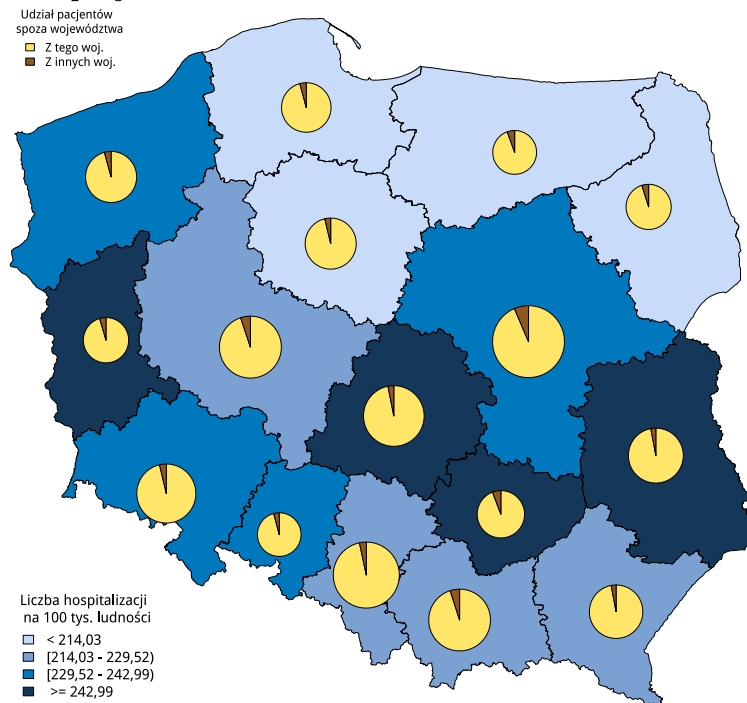 Udział pacjentów
spoza województwa
Z tego woj.
Z innych woj.
Liczba hospitalizacji
na 100 tys. ludności
< 214,03
[214,03 - 229,52)
[229,52 - 242,99)
>= 242,99